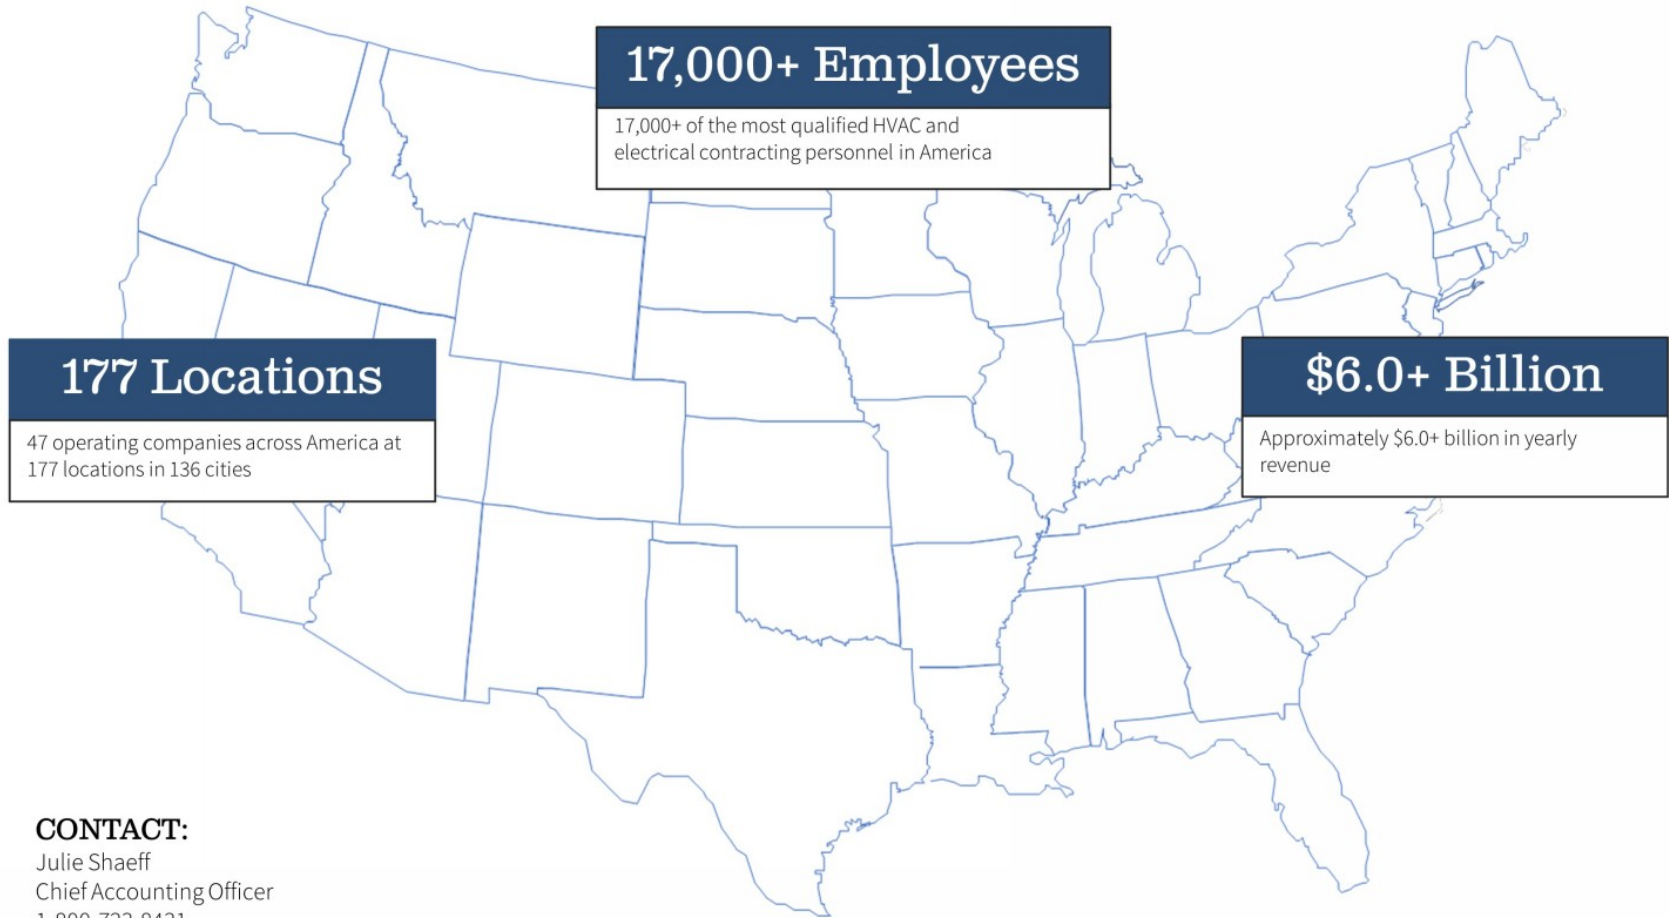 17,000+ Employees
17,000+ of the most qualified HVAC and
electrical contracting personnel in America
177 Locations
47 operating companies across America at
177 locations in 136 cities
$6.0+ Billion
Approximately $6.0+ billion in yearly
revenue
CONTACT:
Julie Shaeff
Chief Accounting Officer